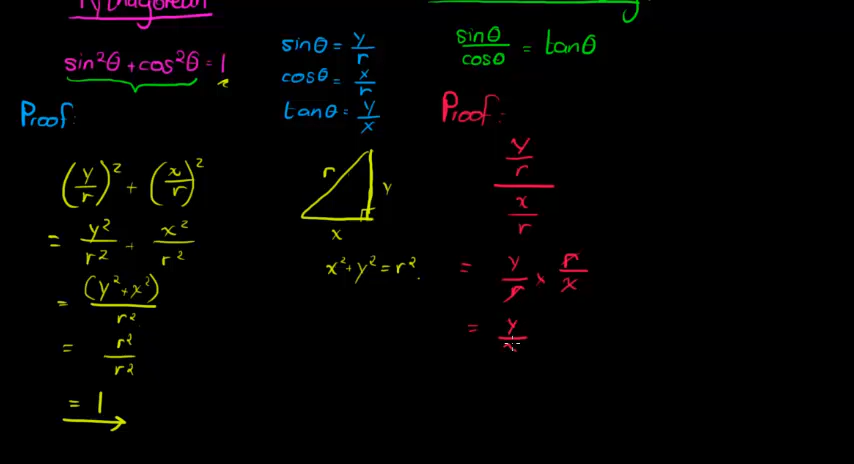 Pythagorean
sin²θ + cos²θ = 1
Proof:
(y/r)² + (x/r)²
= y²/r² + x²/r²
= (y² + x²)/r²
= r²/r²
= 1
sinθ = y/r
cosθ = x/r
tanθ = y/x
r
y
x
x² + y² = r².
sinθ/cosθ = tanθ
Proof:
y/r
x/r
= y/r × r/x
= y/x